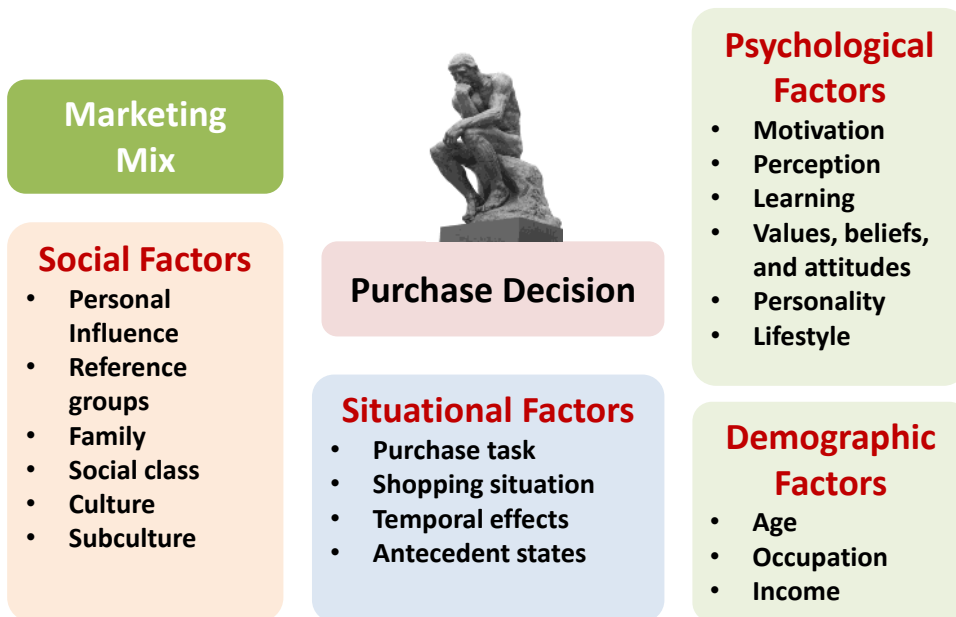 Marketing
Mix
Social Factors
• Personal
Influence
• Reference
groups
• Family
• Social class
• Culture
• Subculture
Purchase Decision
Situational Factors
• Purchase task
• Shopping situation
• Temporal effects
• Antecedent states
Psychological
Factors
• Motivation
• Perception
• Learning
• Values, beliefs,
and attitudes
• Personality
• Lifestyle
Demographic
Factors
• Age
• Occupation
• Income